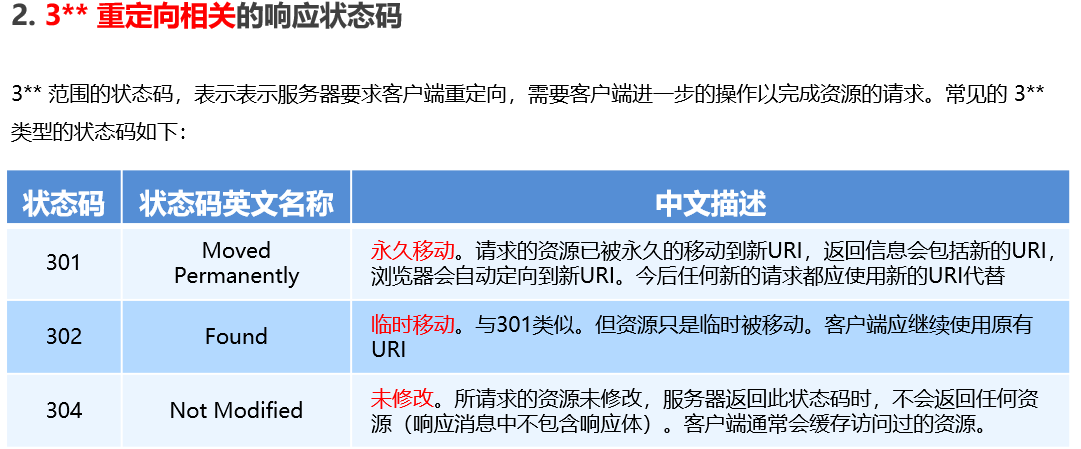 2. 3** 重定向相关的响应状态码
3** 范围的状态码，表示表示服务器要求客户端重定向，需要客户端进一步的操作以完成资源的请求。常见的 3**
类型的状态码如下：
状态码 状态码英文名称 中文描述
301 Moved Permanently 永久移动。请求的资源已被永久的移动到新URI，返回信息会包括新的URI，
浏览器会自动定向到新URI。今后任何新的请求都应使用新的URI代替
302 Found 临时移动。与301类似。但资源只是临时被移动。客户端应继续使用原有
URI
304 Not Modified 未修改。所请求的资源未修改，服务器返回此状态码时，不会返回任何资
源（响应消息中不包含响应体）。客户端通常会缓存访问过的资源。